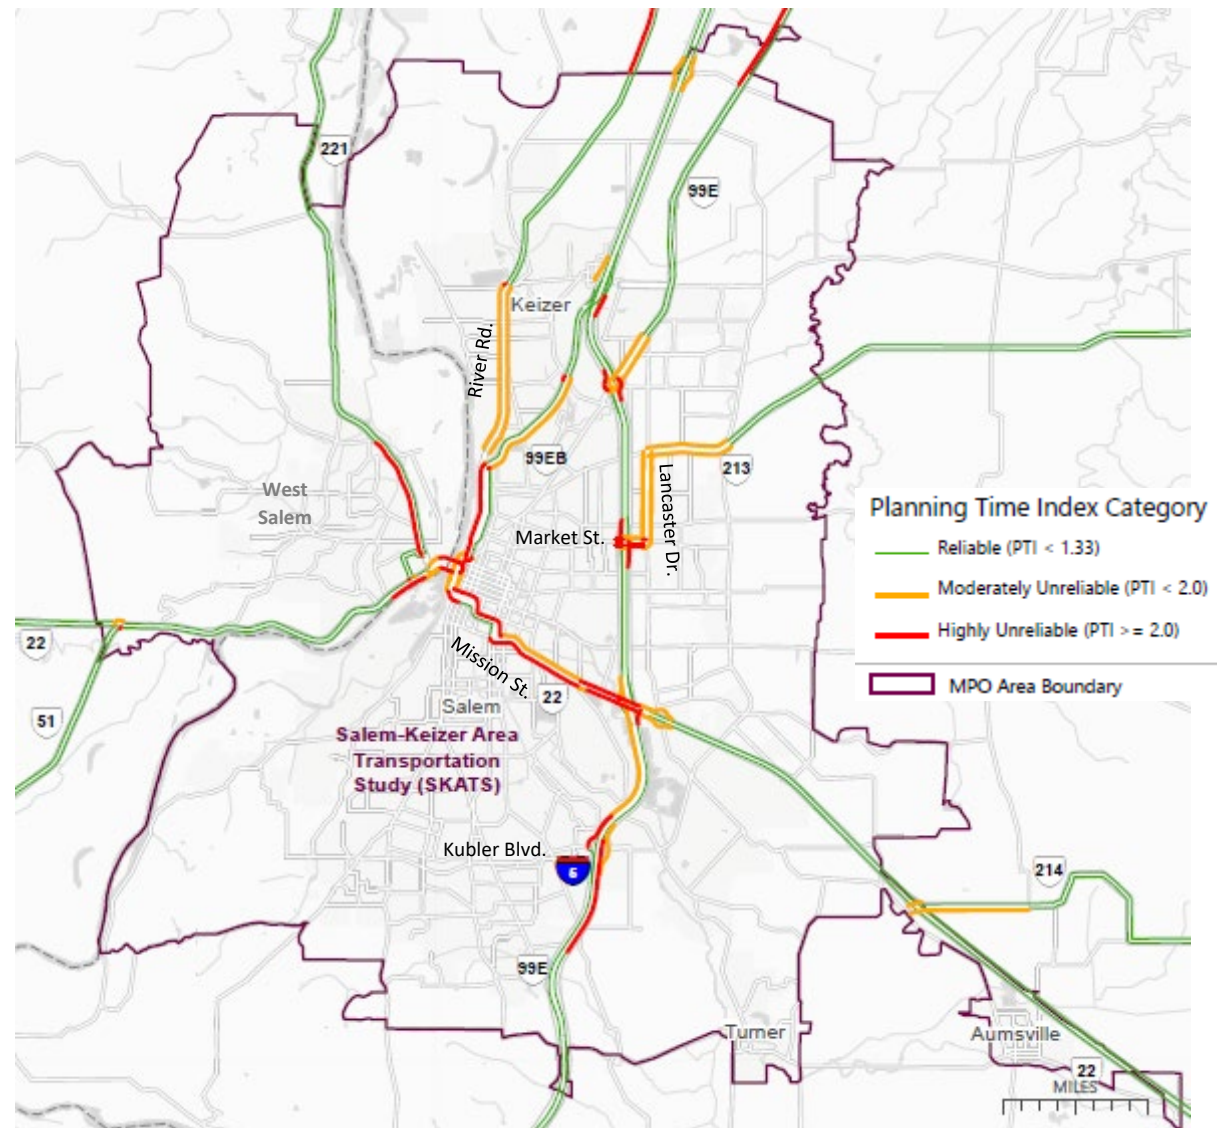 221
99E
Keizer
River Rd.
99EB
213
West
Salem
Lancaster Dr.
Market St.
Planning Time Index Category
Reliable (PTI < 1.33)
Moderately Unreliable (PTI < 2.0)
Highly Unreliable (PTI >= 2.0)
MPO Area Boundary
22
51
Mission St.
22
Salem
Salem-Keizer Area
Transportation
Study (SKATS)
Kubler Blvd.
5
214
99E
Turner
Aumsville
22
MILES